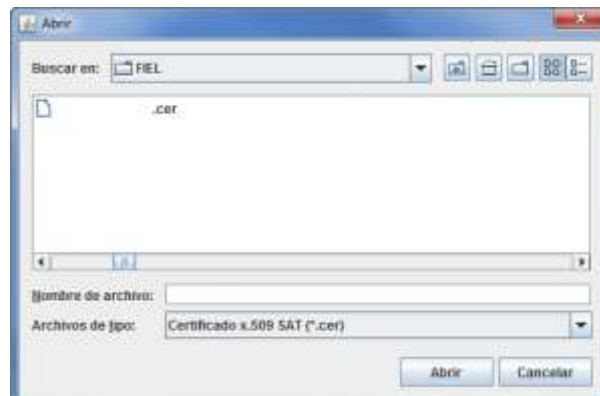 Abrir
Buscar en: FIEL
.cer
Nombre de archivo:
Archivos de tipo: Certificado x.509 SAT (*.cer)
Abrir Cancelar